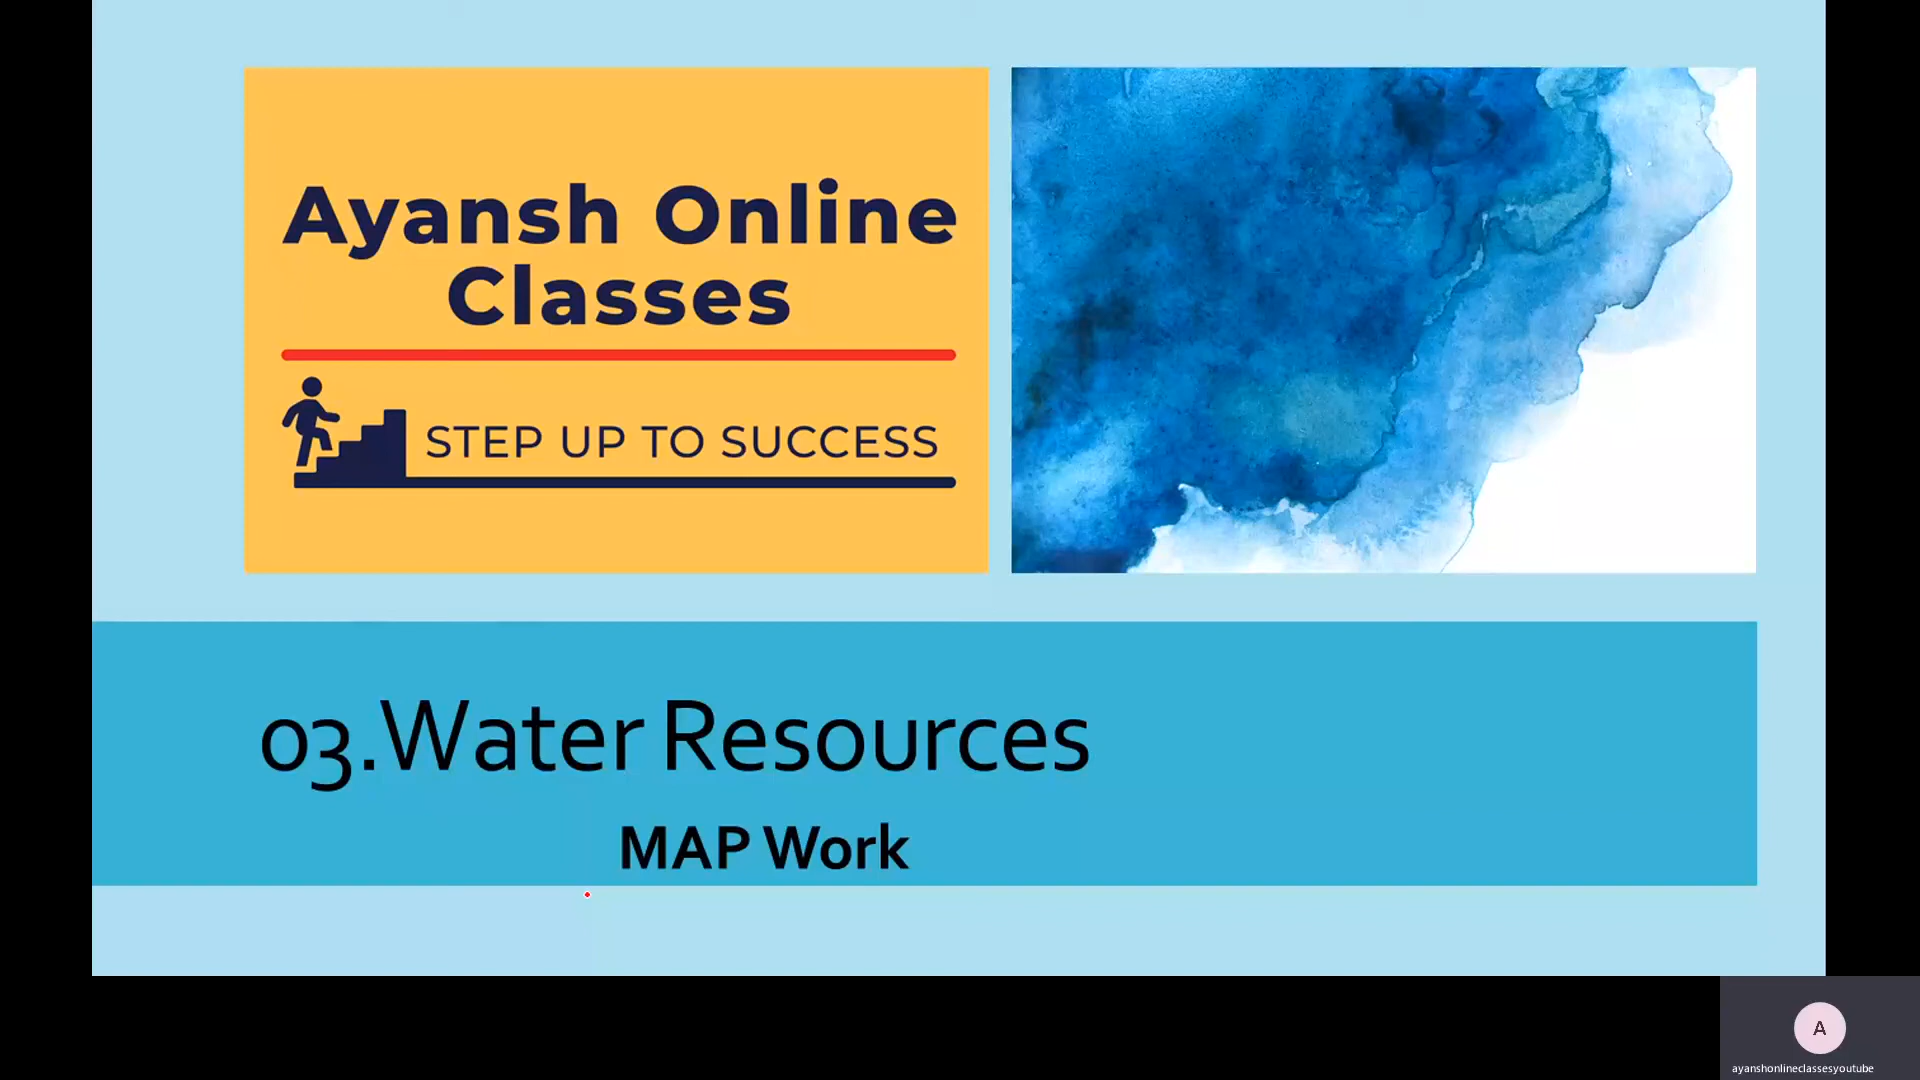 Ayansh Online
Classes
STEP UP TO SUCCESS
03.Water Resources
MAP Work
A
ayanshonlineclassesyoutube